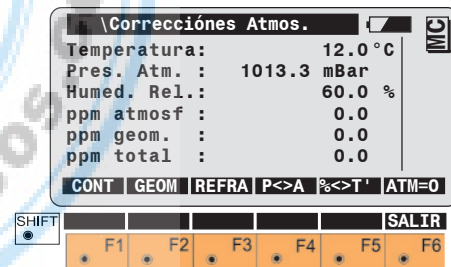 \Correcciónes Atmos.
MC
Temperatura: 12.0°C
Pres. Atm. : 1013.3 mBar
Humed. Rel.: 60.0 %
ppm atmosf : 0.0
ppm geom. : 0.0
ppm total : 0.0
CONT GEOM REFRA P<>A %<>T' ATM=0
SHIFT SALIR
F1 F2 F3 F4 F5 F6